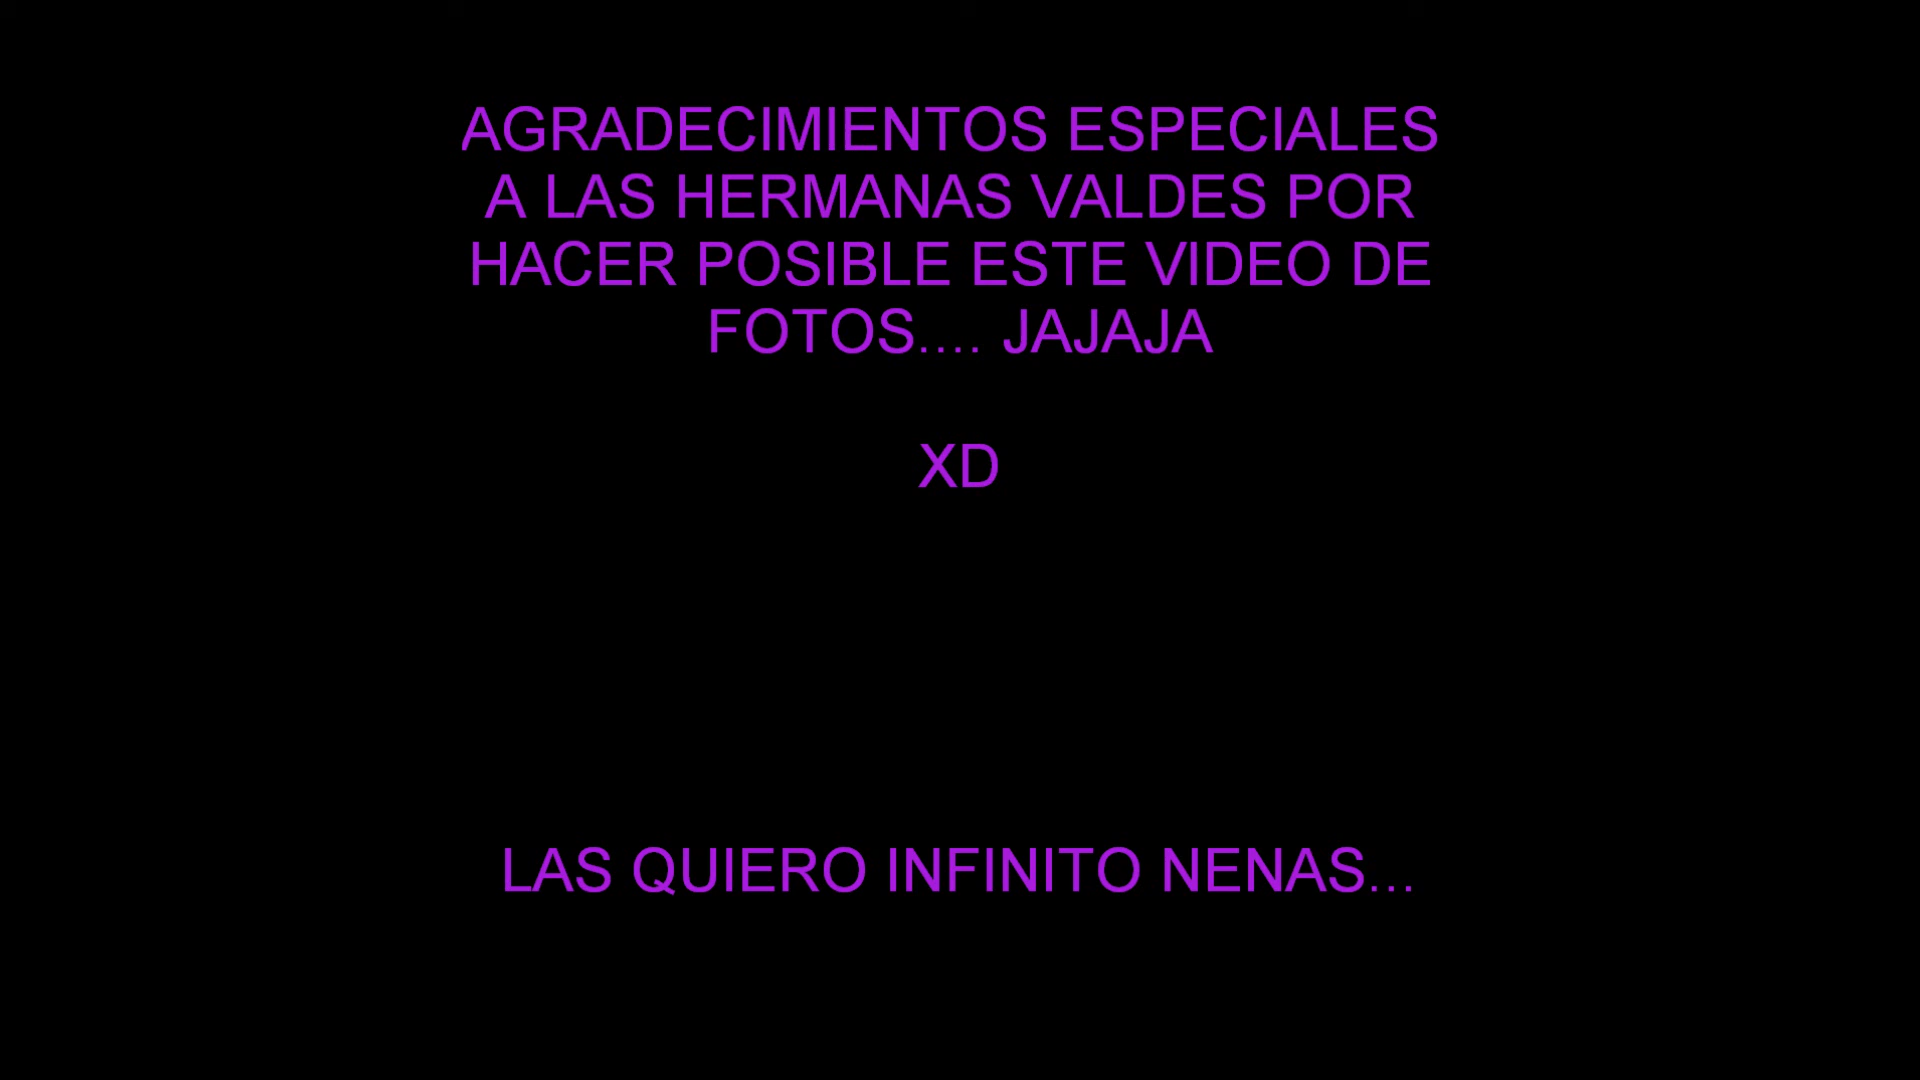 AGRADECIMIENTOS ESPECIALES
A LAS HERMANAS VALDES POR
HACER POSIBLE ESTE VIDEO DE
FOTOS.... JAJAJA
XD
LAS QUIERO INFINITO NENAS...